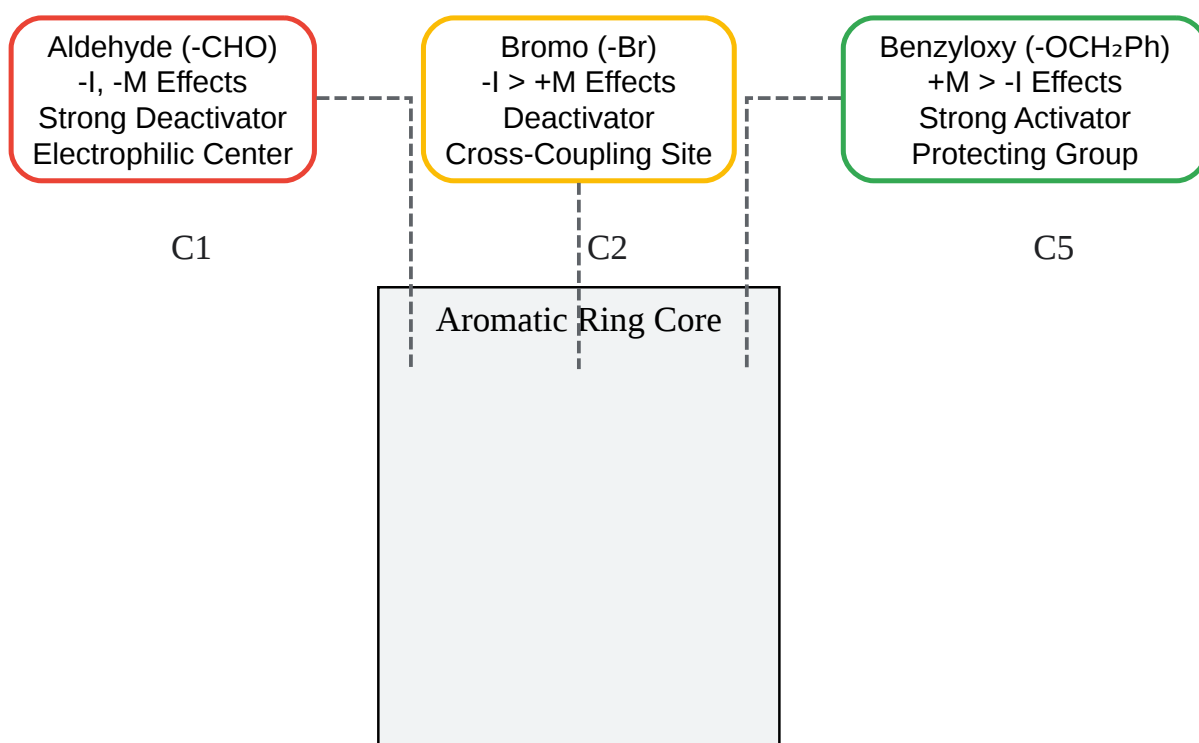 Aldehyde (-CHO)
-I, -M Effects
Strong Deactivator
Electrophilic Center
Bromo (-Br)
-I > +M Effects
Deactivator
Cross-Coupling Site
Benzyloxy (-OCH₂Ph)
+M > -I Effects
Strong Activator
Protecting Group
C1
C2
C5
Aromatic Ring Core